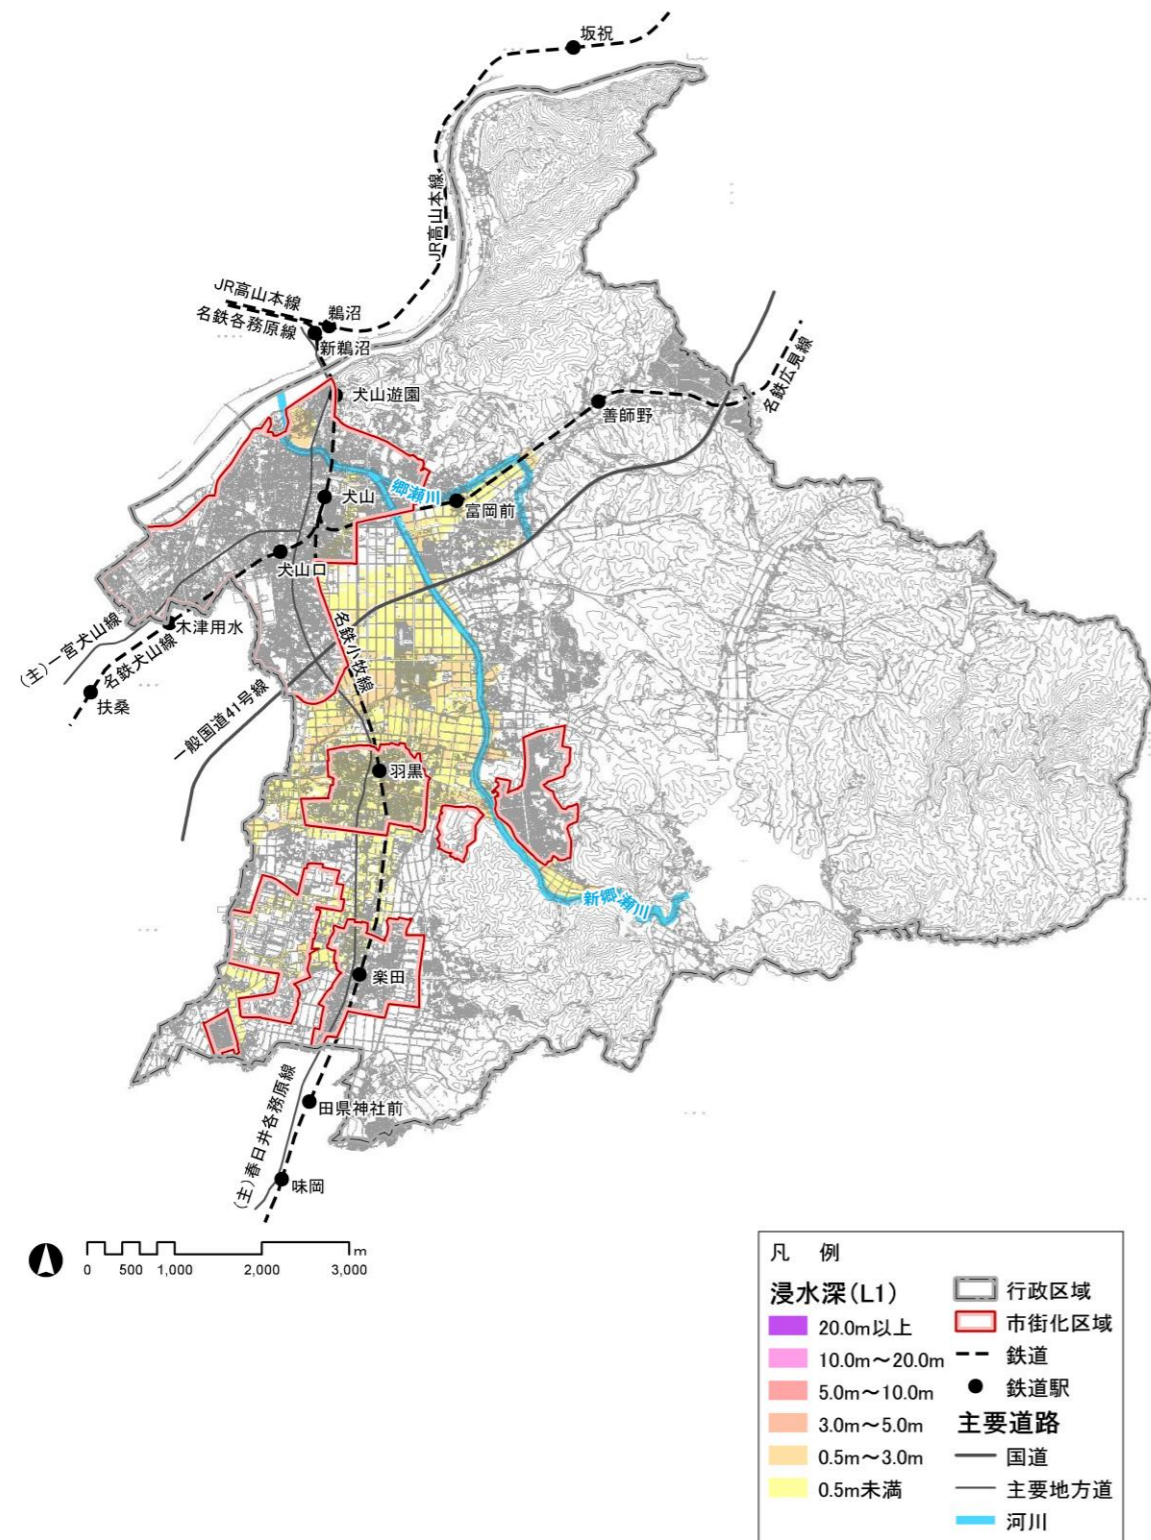 坂祝
JR高山本線
JR高山本線
名鉄各務原線
鵜沼
新鵜沼
犬山遊園
善師野
名鉄広見線
犬山
郷瀬川
富岡前
犬山口
木津用水
(主)一宮犬山線
名鉄犬山線
扶桑
名鉄小牧線
一般国道41号線
羽黒
新郷瀬川
楽田
(主)春日井各務原線
田県神社前
味岡
0 500 1,000 2,000 3,000 m
凡 例
浸水深(L1)
20.0m以上
10.0m～20.0m
5.0m～10.0m
3.0m～5.0m
0.5m～3.0m
0.5m未満
行政区域
市街化区域
鉄道
鉄道駅
主要道路
国道
主要地方道
河川